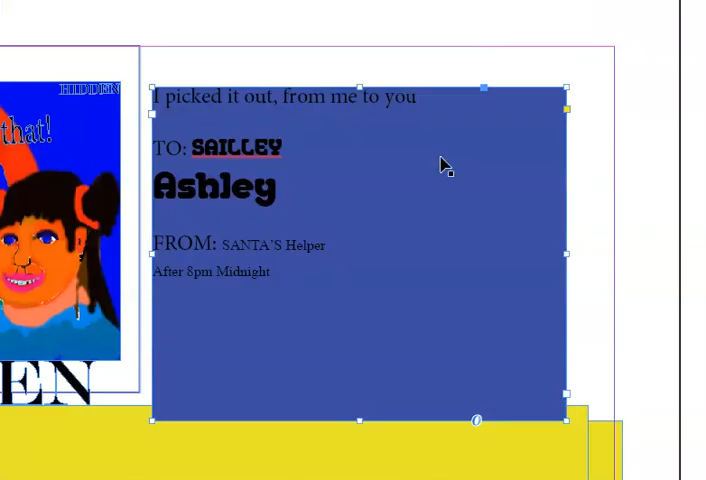 HIDDEN
that!
EN
I picked it out, from me to you
TO: SAILLEY
Ashley
FROM: SANTA'S Helper
After 8pm Midnight